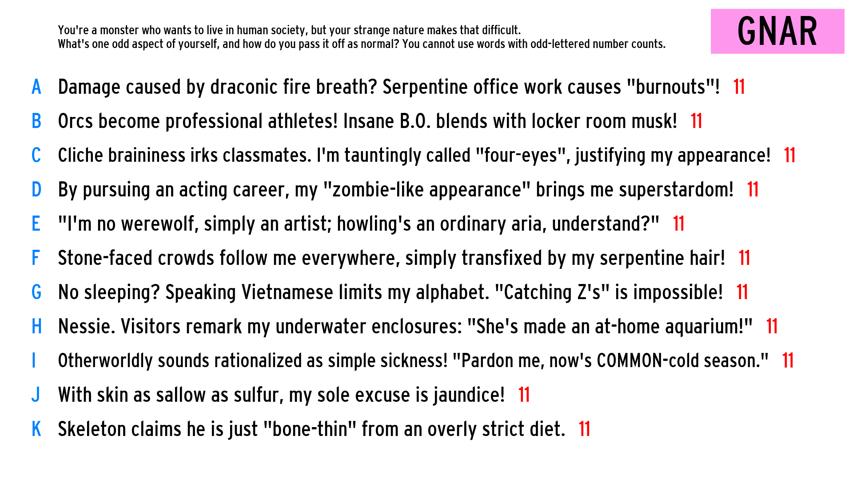 You're a monster who wants to live in human society, but your strange nature makes that difficult.
What's one odd aspect of yourself, and how do you pass it off as normal? You cannot use words with odd-lettered number counts.
GNAR
A Damage caused by draconic fire breath? Serpentine office work causes "burnouts"! 11
B Orcs become professional athletes! Insane B.O. blends with locker room musk! 11
C Cliche braininess irks classmates. I'm tauntingly called "four-eyes", justifying my appearance! 11
D By pursuing an acting career, my "zombie-like appearance" brings me superstardom! 11
E "I'm no werewolf, simply an artist; howling's an ordinary aria, understand?" 11
F Stone-faced crowds follow me everywhere, simply transfixed by my serpentine hair! 11
G No sleeping? Speaking Vietnamese limits my alphabet. "Catching Z's" is impossible! 11
H Nessie. Visitors remark my underwater enclosures: "She's made an at-home aquarium!" 11
I Otherworldly sounds rationalized as simple sickness! "Pardon me, now's COMMON-cold season." 11
J With skin as sallow as sulfur, my sole excuse is jaundice! 11
K Skeleton claims he is just "bone-thin" from an overly strict diet. 11